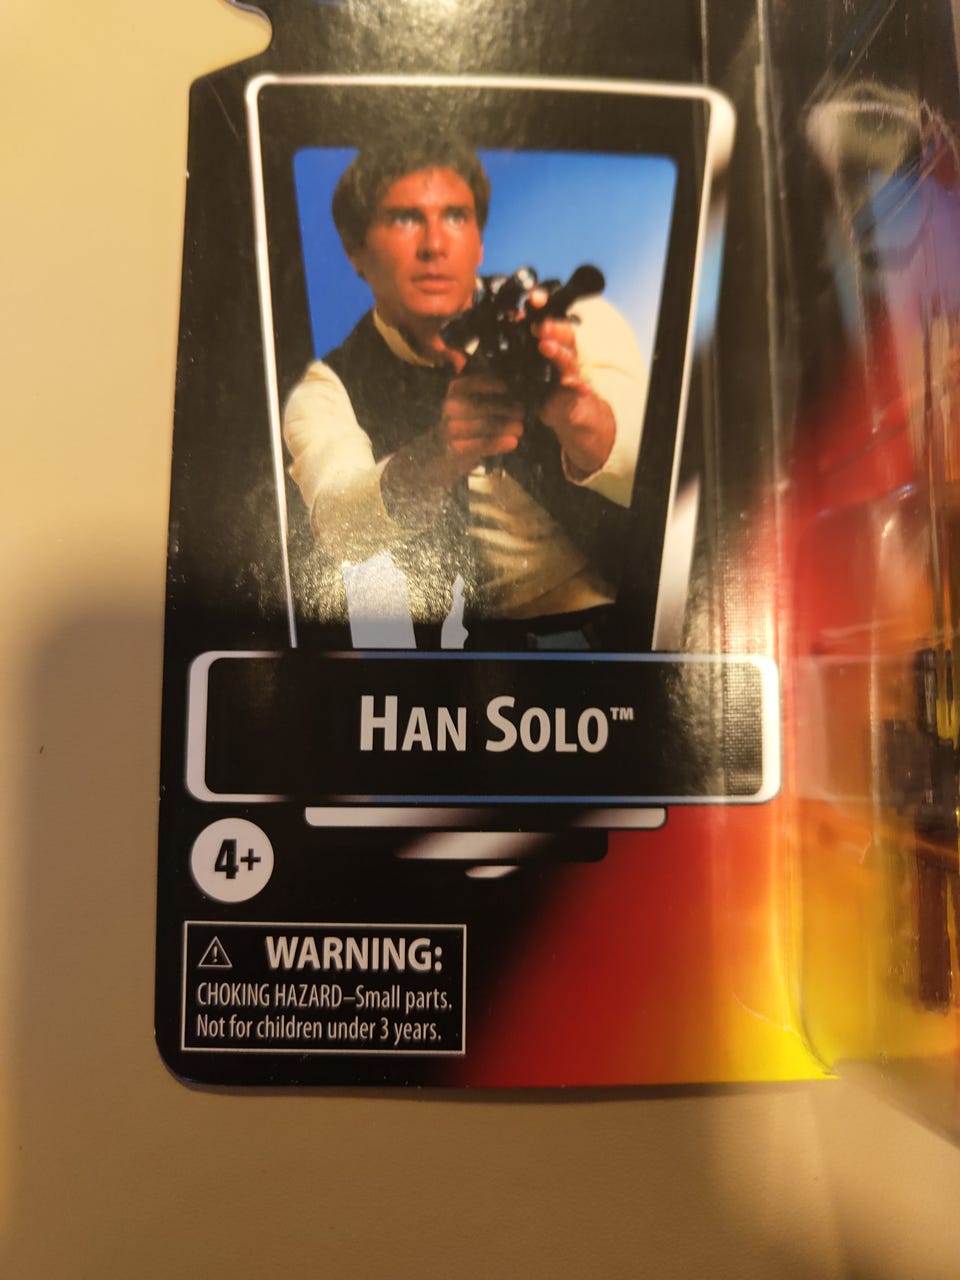 HAN SOLO™
4+
⚠ WARNING:
CHOKING HAZARD–Small parts.
Not for children under 3 years.